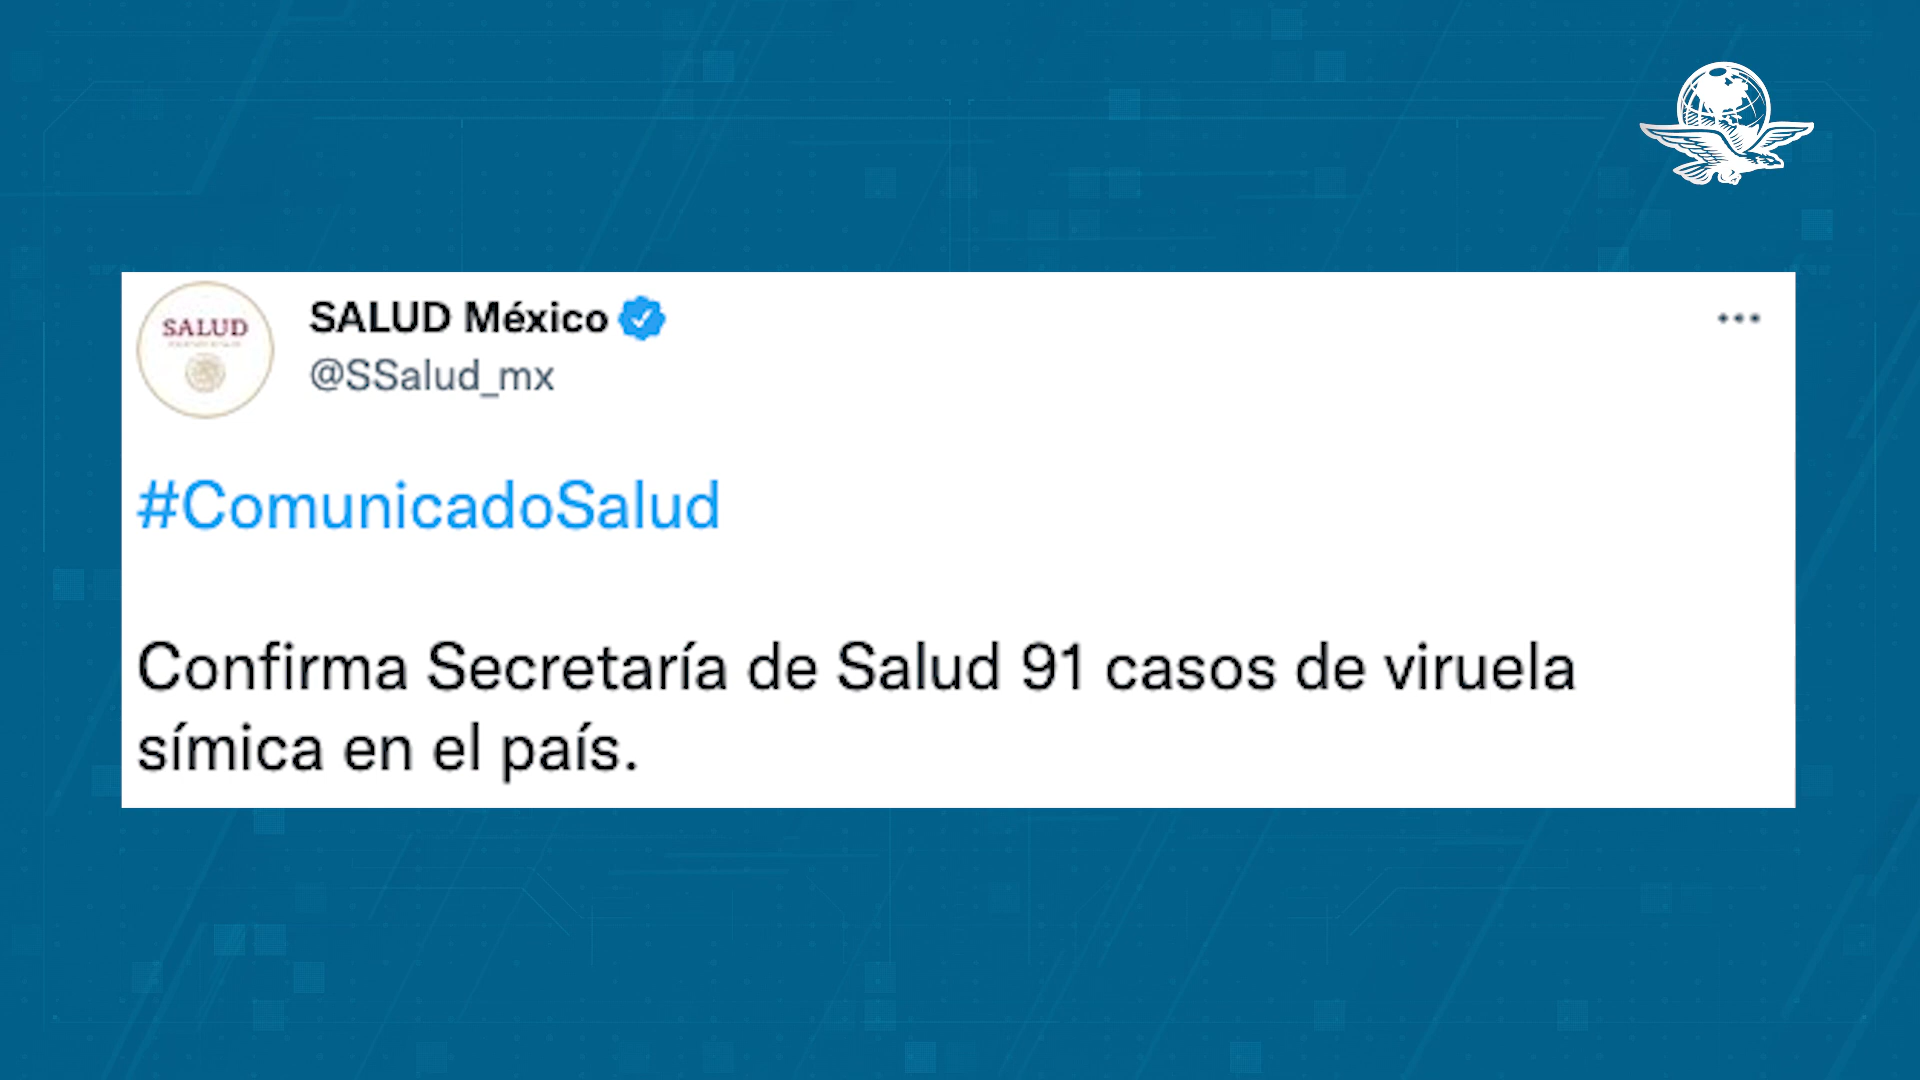 SALUD
SALUD México
@SSalud_mx
#ComunicadoSalud
Confirma Secretaría de Salud 91 casos de viruela
símica en el país.